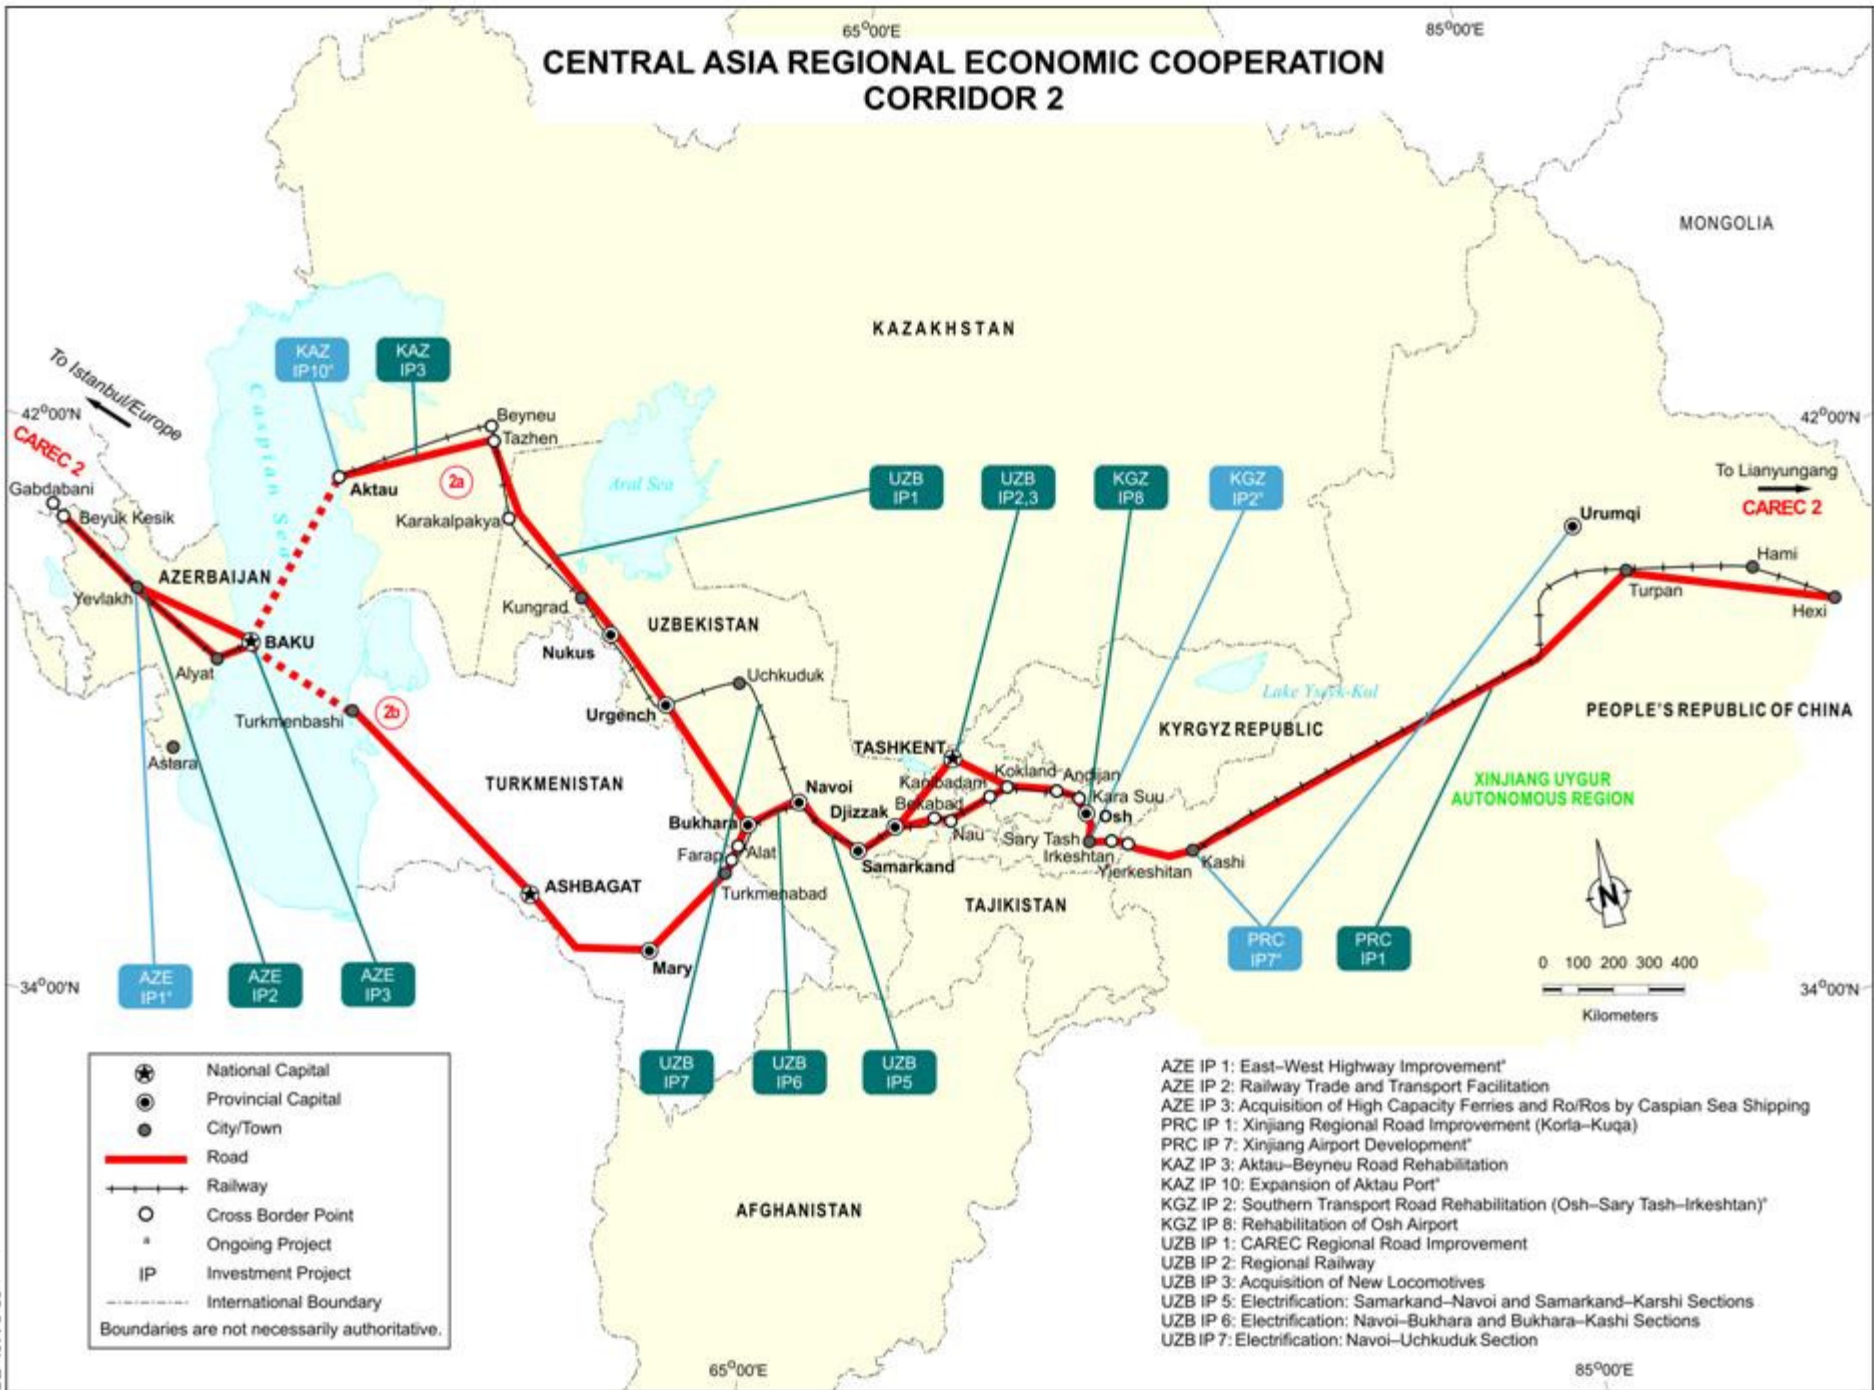 65°00'E
85°00'E
CENTRAL ASIA REGIONAL ECONOMIC COOPERATION
CORRIDOR 2
MONGOLIA
KAZAKHSTAN
To Istanbul/Europe
42°00'N
42°00'N
CAREC 2
KAZ
IP10ª
KAZ
IP3
Caspian Sea
Beyneu
Tazhen
Aktau
2a
Aral Sea
Karakalpakya
UZB
IP1
UZB
IP2,3
KGZ
IP8
KGZ
IP2ª
To Lianyungang
CAREC 2
Gabdabani
Beyuk Kesik
Urumqi
Hami
AZERBAIJAN
Yevlakh
Turpan
Hexi
Kungrad
UZBEKISTAN
BAKU
Nukus
Alyat
Uchkuduk
Lake Ysyk-Kol
Turkmenbashi
2b
Urgench
PEOPLE'S REPUBLIC OF CHINA
KYRGYZ REPUBLIC
Astara
TASHKENT
TURKMENISTAN
Kokland
Andijan
Kanibadam
XINJIANG UYGUR
AUTONOMOUS REGION
Navoi
Bekabad
Kara Suu
Djizzak
Osh
Bukhara
Nau
Sary Tash
Farap
Alat
Irkeshtan
Kashi
Samarkand
Yierkeshitan
ASHBAGAT
Turkmenabad
TAJIKISTAN
N
Mary
PRC
IP7ª
PRC
IP1
0 100 200 300 400
Kilometers
34°00'N
34°00'N
AZE
IP1ª
AZE
IP2
AZE
IP3
UZB
IP7
UZB
IP6
UZB
IP5
AFGHANISTAN
National Capital
Provincial Capital
City/Town
Road
Railway
Cross Border Point
ª Ongoing Project
IP Investment Project
International Boundary
Boundaries are not necessarily authoritative.
AZE IP 1: East–West Highway Improvementª
AZE IP 2: Railway Trade and Transport Facilitation
AZE IP 3: Acquisition of High Capacity Ferries and Ro/Ros by Caspian Sea Shipping
PRC IP 1: Xinjiang Regional Road Improvement (Korla–Kuqa)
PRC IP 7: Xinjiang Airport Developmentª
KAZ IP 3: Aktau–Beyneu Road Rehabilitation
KAZ IP 10: Expansion of Aktau Portª
KGZ IP 2: Southern Transport Road Rehabilitation (Osh–Sary Tash–Irkeshtan)ª
KGZ IP 8: Rehabilitation of Osh Airport
UZB IP 1: CAREC Regional Road Improvement
UZB IP 2: Regional Railway
UZB IP 3: Acquisition of New Locomotives
UZB IP 5: Electrification: Samarkand–Navoi and Samarkand–Karshi Sections
UZB IP 6: Electrification: Navoi–Bukhara and Bukhara–Kashi Sections
UZB IP 7: Electrification: Navoi–Uchkuduk Section
65°00'E
85°00'E